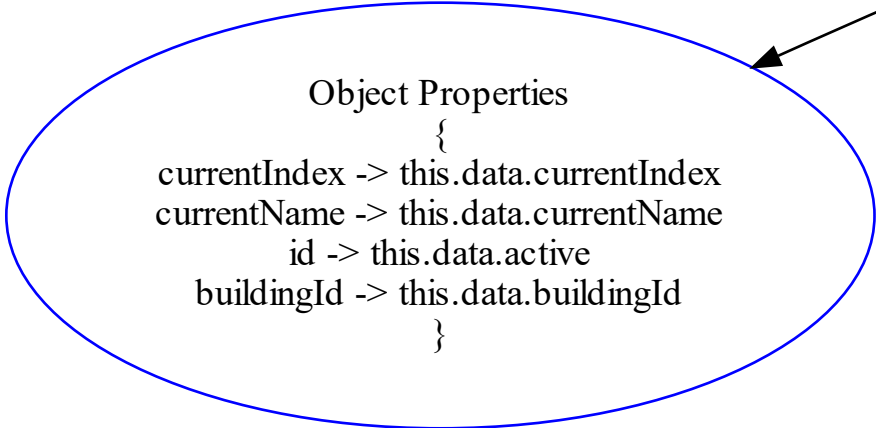 Object Properties
{
currentIndex -> this.data.currentIndex
currentName -> this.data.currentName
id -> this.data.active
buildingId -> this.data.buildingId
}